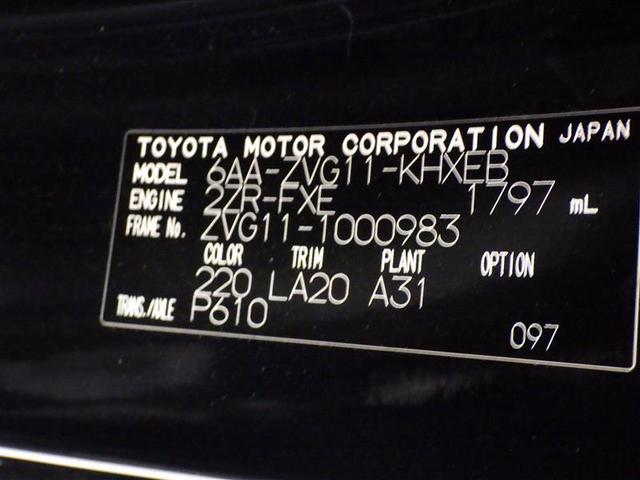 TOYOTA MOTOR CORPORATION JAPAN
MODEL 6AA-ZVG11-KHXEB
ENGINE 2ZR-FXE 1797 mL
FRAME No. ZVG11-1000983
COLOR TRIM PLANT OPTION
220 LA20 A31
TRANS./AXLE P610
097